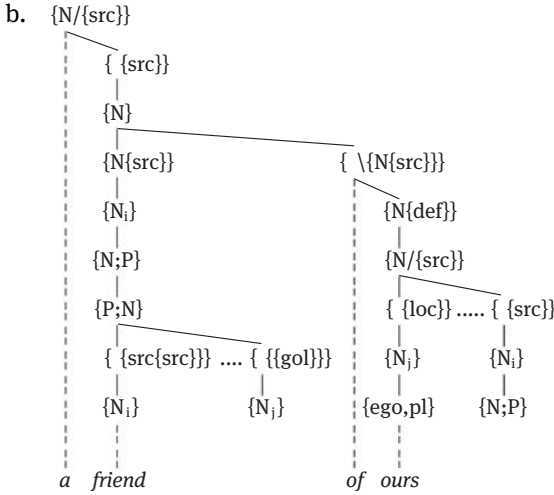 b. {N/{src}}
{ {src}}
{N}
{N{src}} { \{N{src}}}
{Nᵢ} {N{def}}
{N;P} {N/{src}}
{P;N} { {loc}} ..... { {src}}
{ {src{src}}} .... { {{gol}}} {Nⱼ} {Nᵢ}
{Nᵢ} {Nⱼ} {ego,pl} {N;P}
a friend of ours